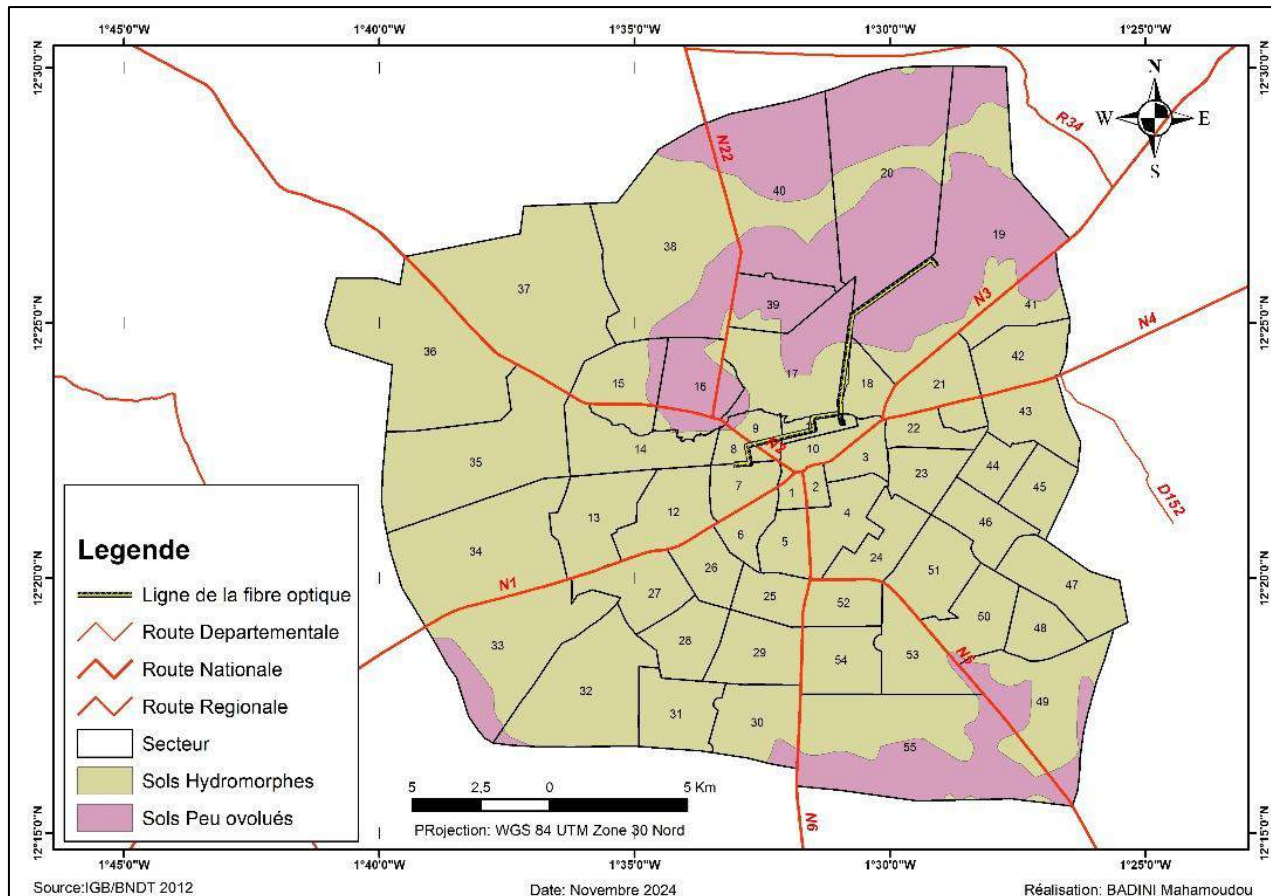 1°45'0"W 1°40'0"W 1°35'0"W 1°30'0"W 1°25'0"W
12°30'0"N 12°30'0"N
N
W E
S
R34
N22
40
20
19
38
37
39
N3
41
N4
12°25'0"N 12°25'0"N
36
42
17
15
16
18
21
43
9
22
N2
14
8
10
3
35
7
23
44
45
1
2
13
12
4
46
D152
6
5
24
34
26
51
47
12°20'0"N 12°20'0"N
N1
27
25
52
50
48
28
29
54
53
33
N5
32
49
31
30
55
N6
Legende
Ligne de la fibre optique
Route Departementale
Route Nationale
Route Regionale
Secteur
Sols Hydromorphes
Sols Peu ovolués
5 2,5 0 5 Km
PRojection: WGS 84 UTM Zone 30 Nord
12°15'0"N 12°15'0"N
1°45'0"W 1°40'0"W 1°35'0"W 1°30'0"W 1°25'0"W
Source:IGB/BNDT 2012 Date: Novembre 2024 Réalisation: BADINI Mahamoudou